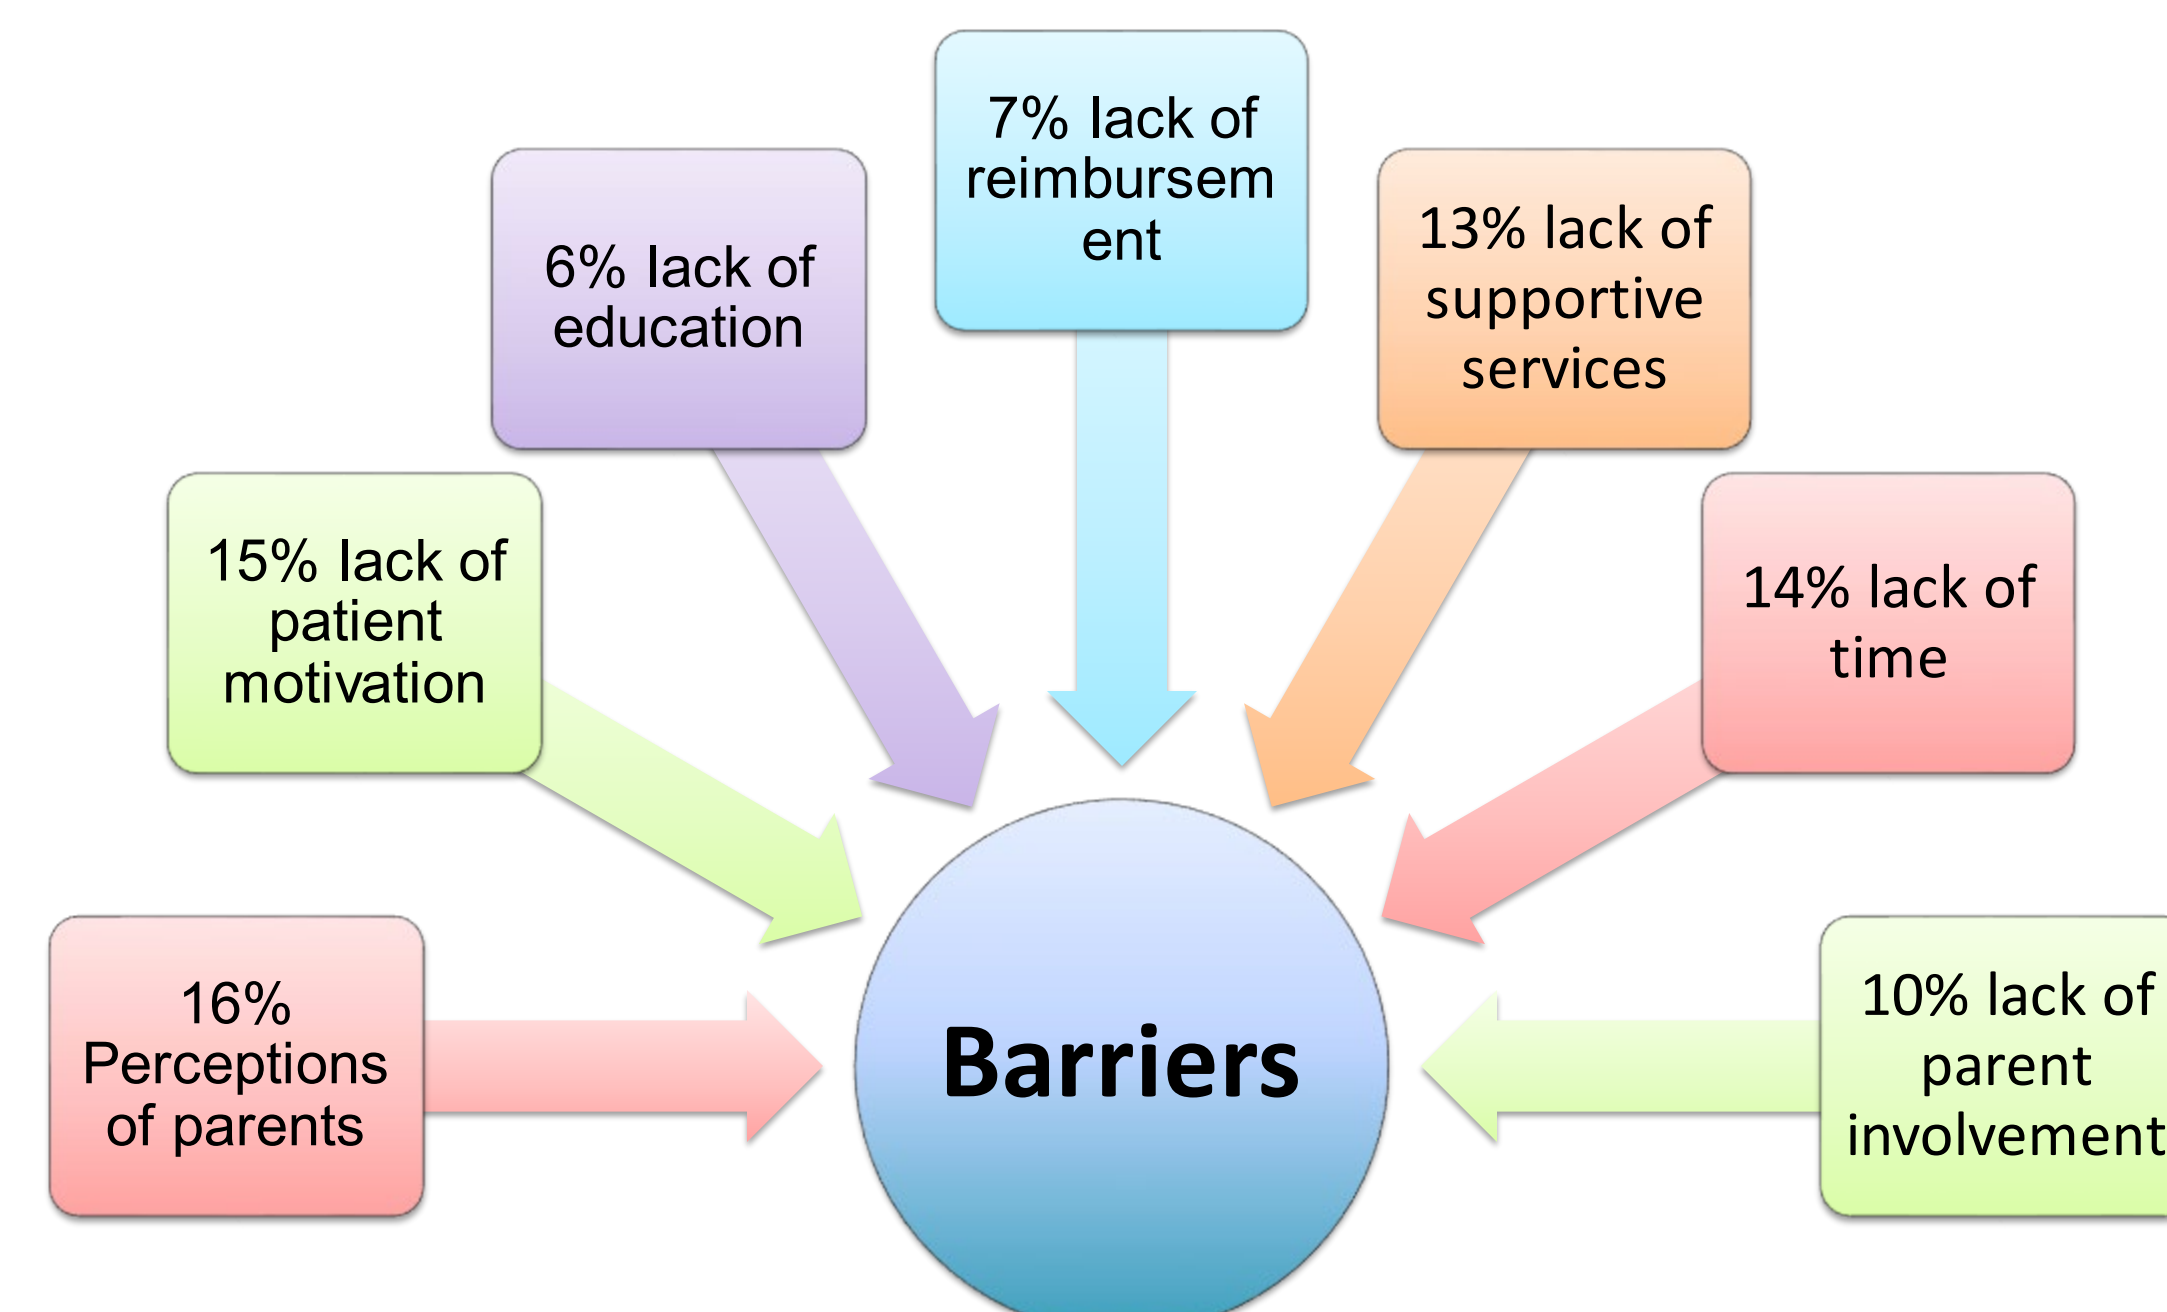 7% lack of
reimbursem
ent
6% lack of
education
13% lack of
supportive
services
15% lack of
patient
motivation
14% lack of
time
16%
Perceptions
of parents
Barriers
10% lack of
parent
involvement